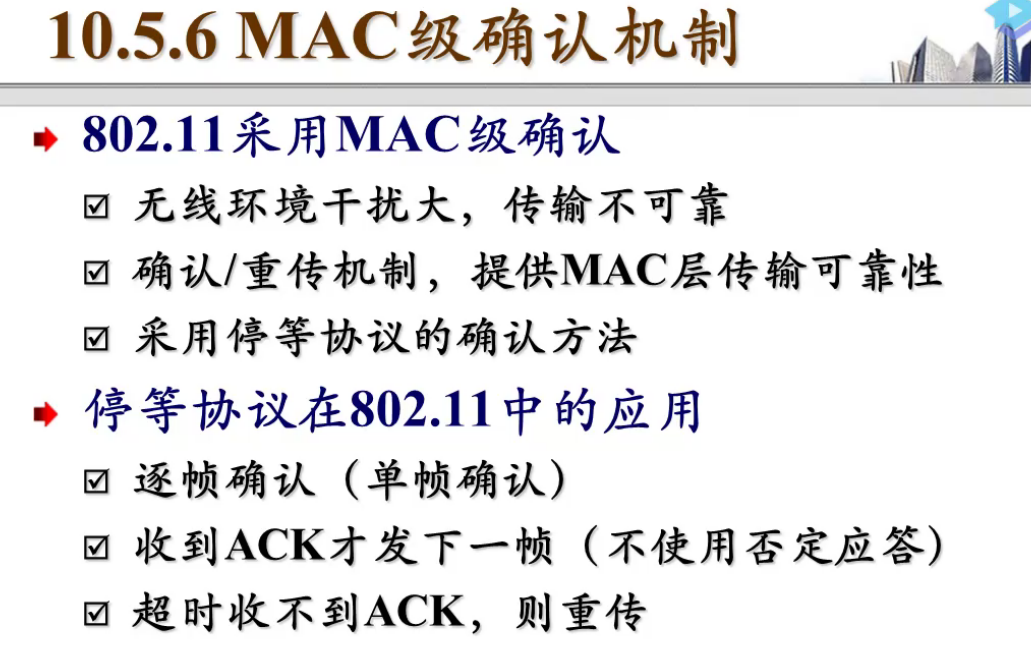 10.5.6 MAC级确认机制
802.11采用MAC级确认
无线环境干扰大，传输不可靠
确认/重传机制，提供MAC层传输可靠性
采用停等协议的确认方法
停等协议在802.11中的应用
逐帧确认（单帧确认）
收到ACK才发下一帧（不使用否定应答）
超时收不到ACK，则重传